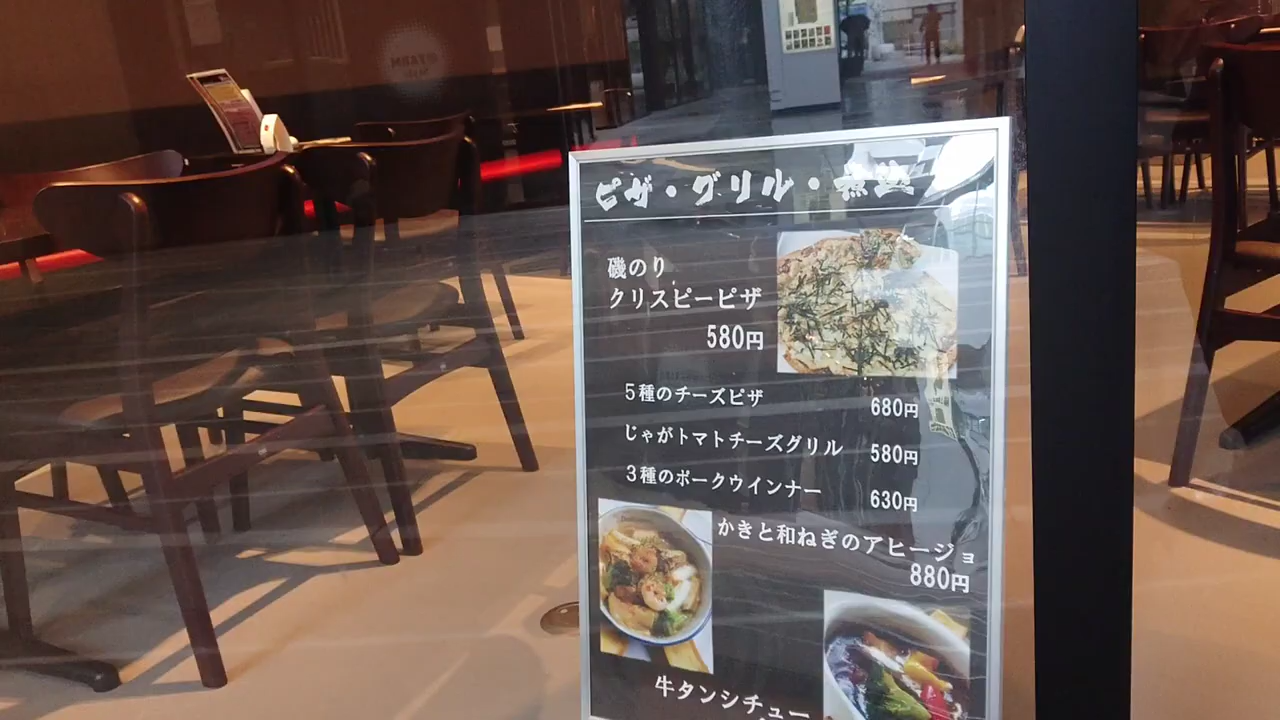 ピザ・グリル・煮込
磯のり
クリスピーピザ
580円
5種のチーズピザ 680円
じゃがトマトチーズグリル 580円
3種のポークウインナー 630円
かきと和ねぎのアヒージョ
880円
牛タンシチュー